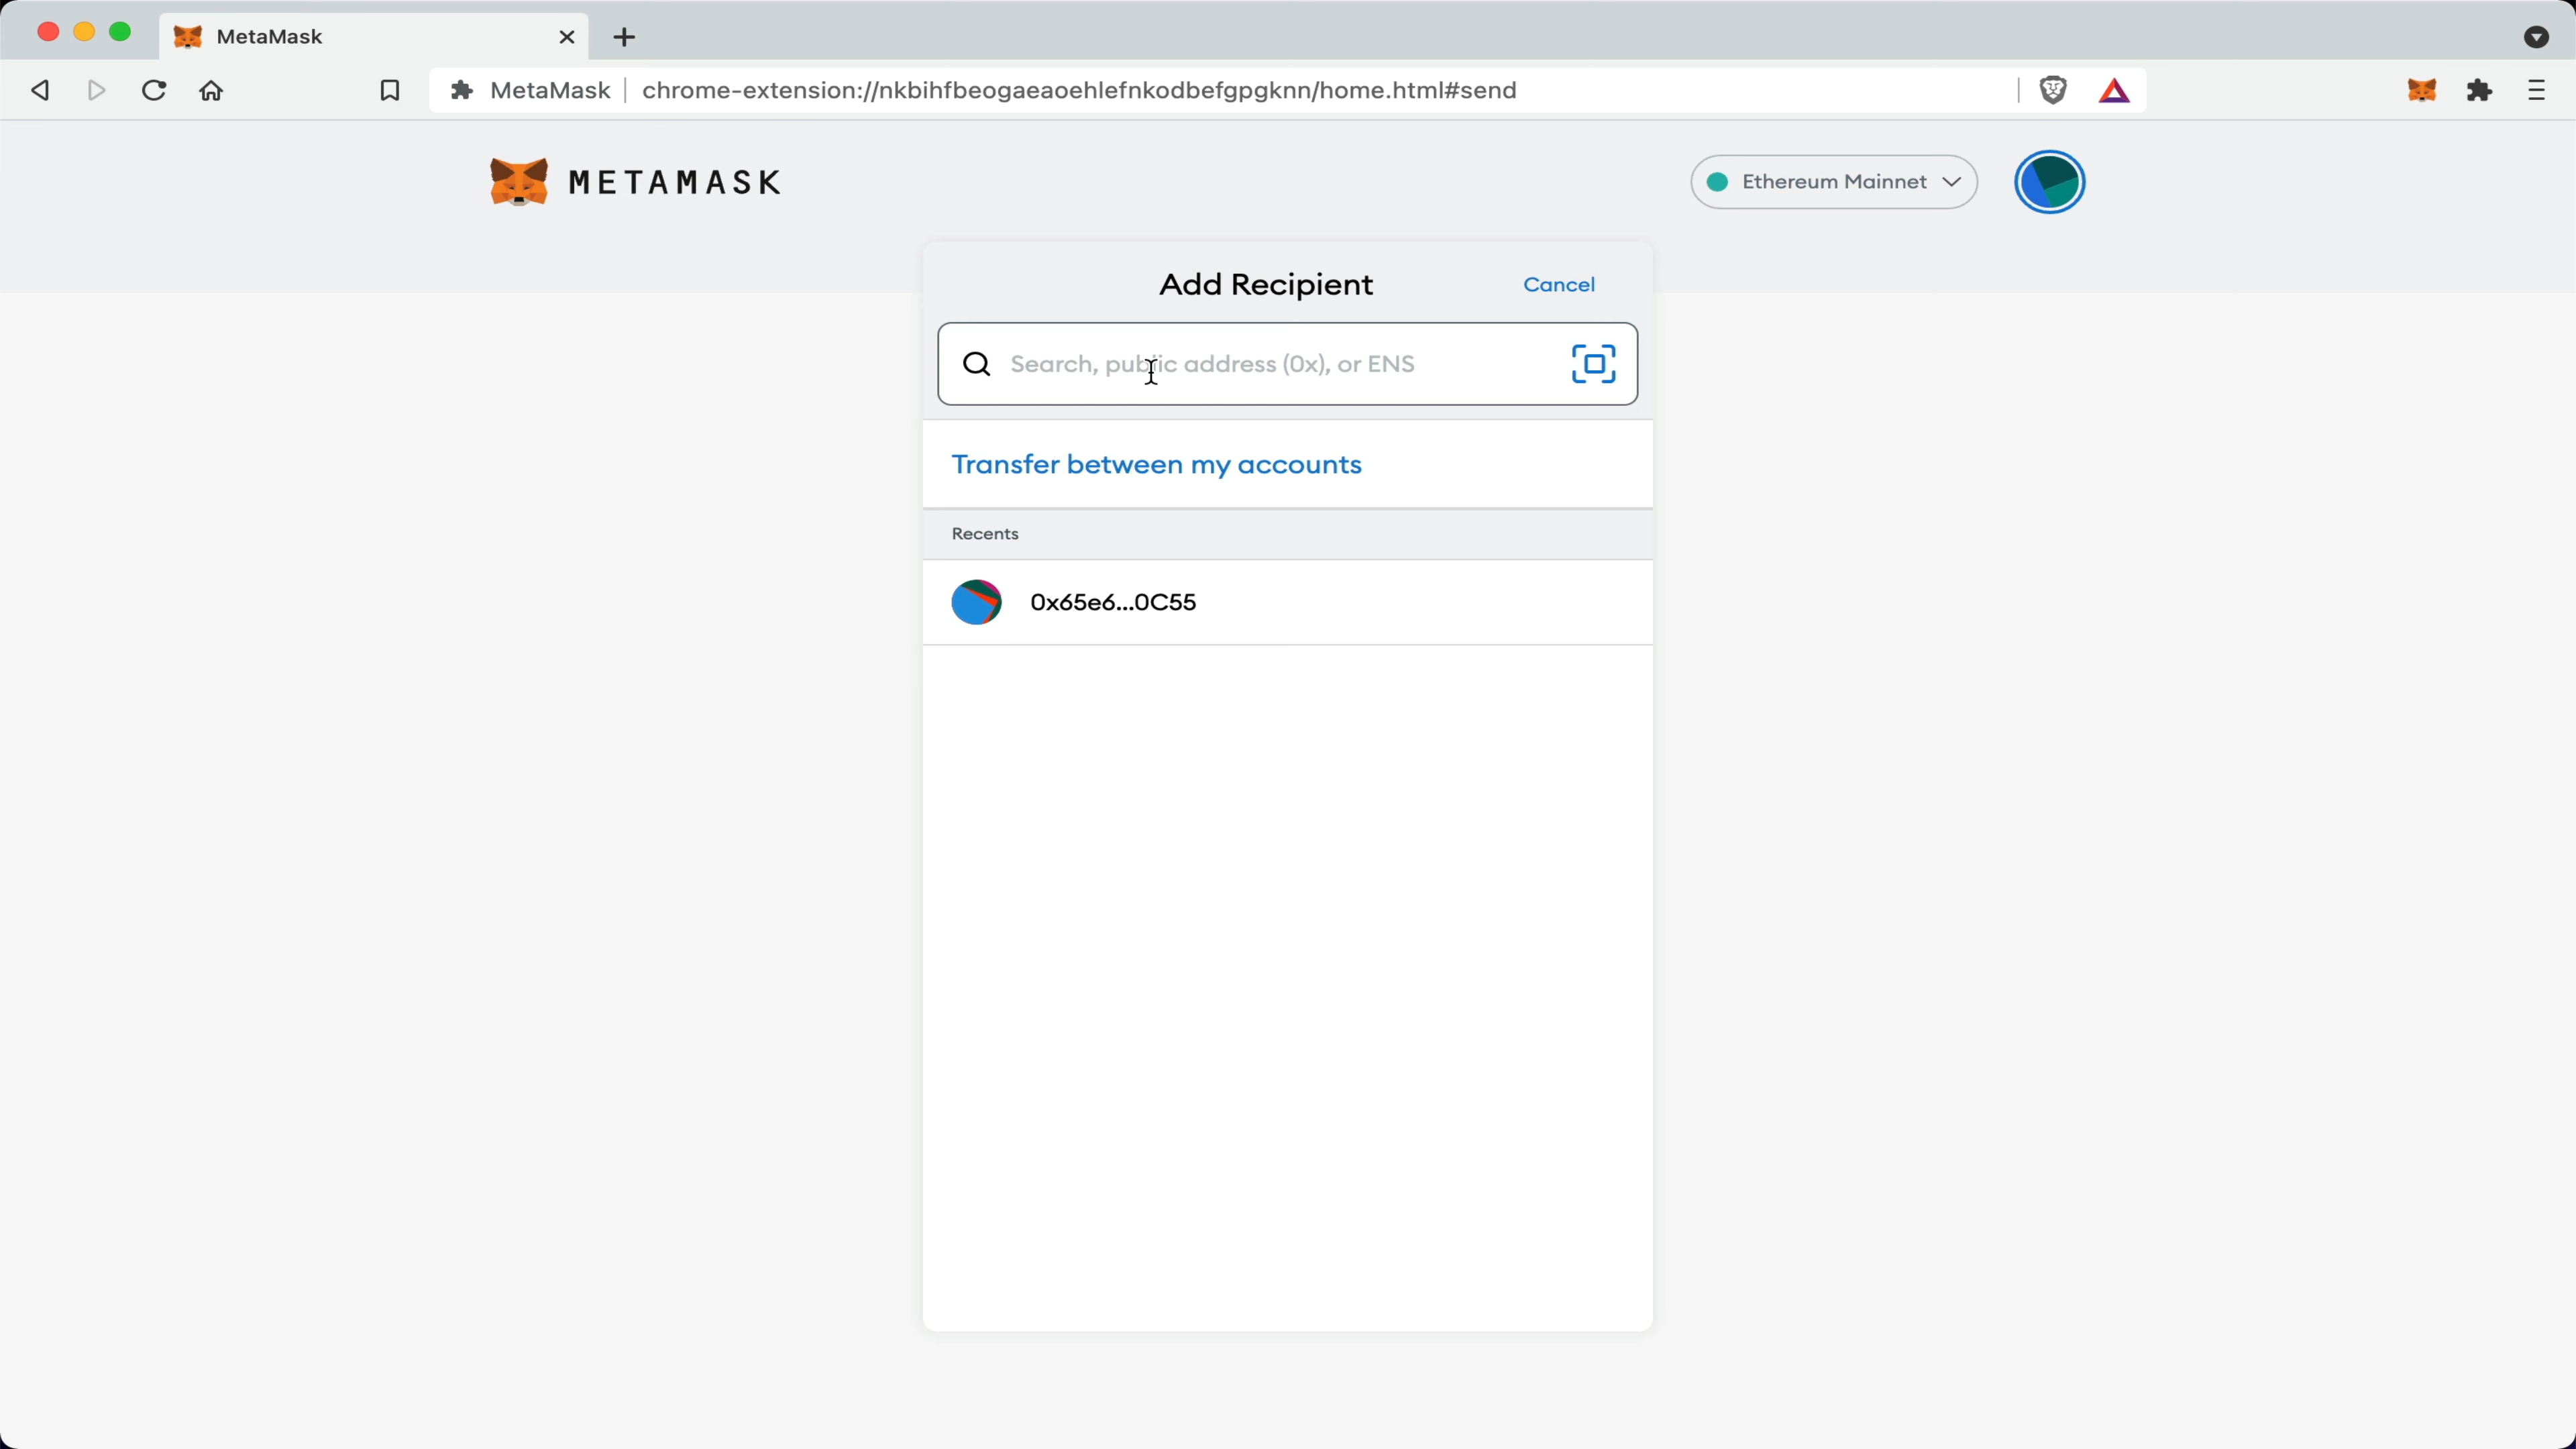 MetaMask
MetaMask
chrome-extension://nkbihfbeogaeaoehlefnkodbefgpgknn/home.html#send
METAMASK
Ethereum Mainnet
Add Recipient
Cancel
Search, public address (0x), or ENS
Transfer between my accounts
Recents
0x65e6...0C55